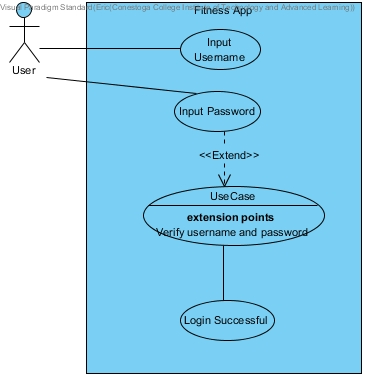 Visual Paradigm Standard(Eric(Conestoga College Institute of Technology and Advanced Learning))
Fitness App
Input
Username
User
Input Password
<<Extend>>
UseCase
extension points
Verify username and password
Login Successful